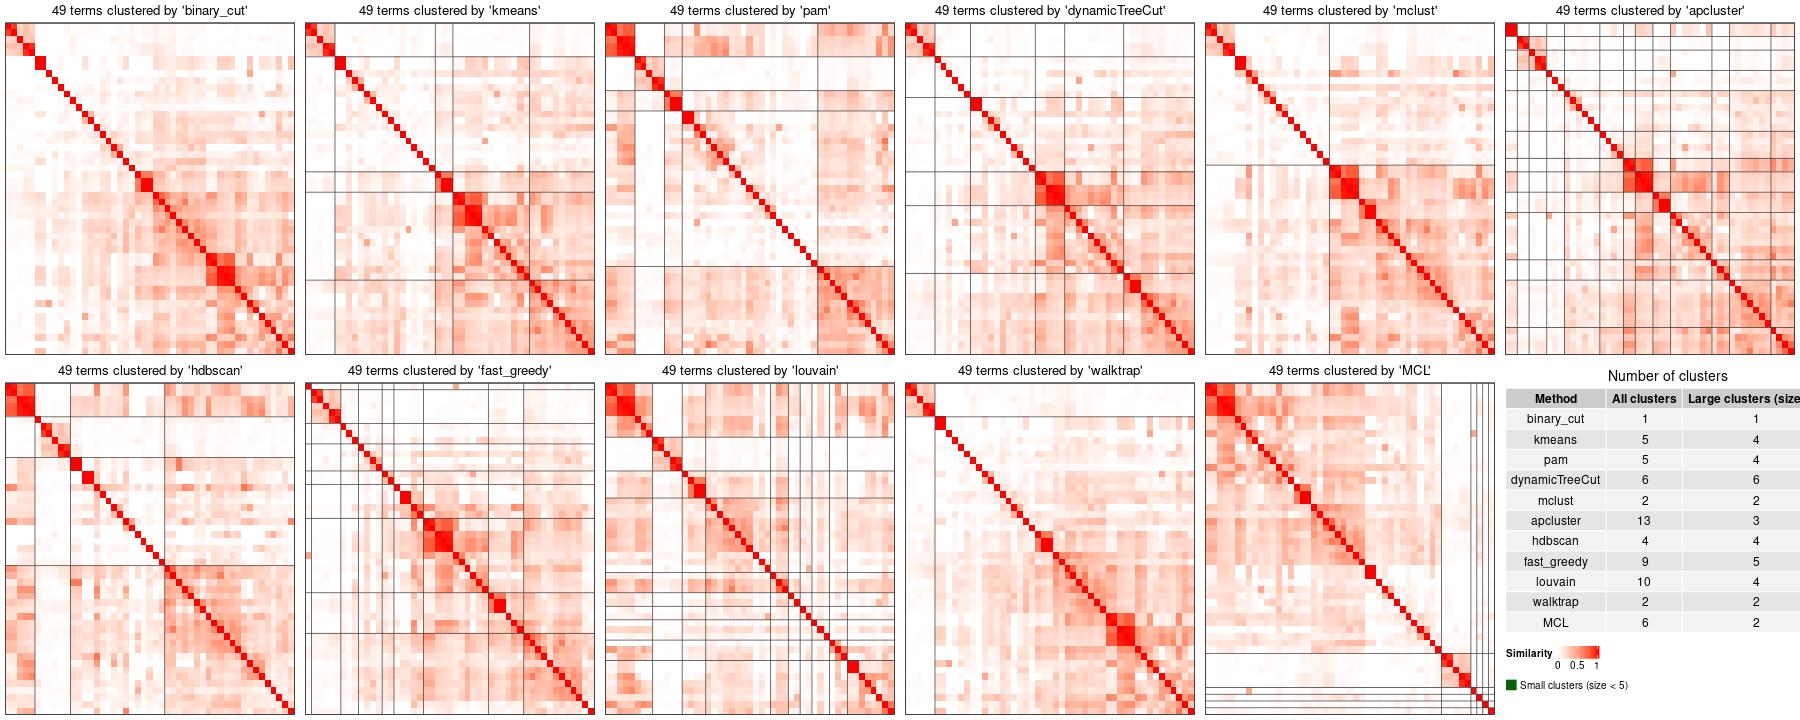 49 terms clustered by 'binary_cut'
49 terms clustered by 'kmeans'
49 terms clustered by 'pam'
49 terms clustered by 'dynamicTreeCut'
49 terms clustered by 'mclust'
49 terms clustered by 'apcluster'
49 terms clustered by 'hdbscan'
49 terms clustered by 'fast_greedy'
49 terms clustered by 'louvain'
49 terms clustered by 'walktrap'
49 terms clustered by 'MCL'
Number of clusters
Method All clusters Large clusters (size
binary_cut 1 1
kmeans 5 4
pam 5 4
dynamicTreeCut 6 6
mclust 2 2
apcluster 13 3
hdbscan 4 4
fast_greedy 9 5
louvain 10 4
walktrap 2 2
MCL 6 2
Similarity
0 0.5 1
Small clusters (size < 5)